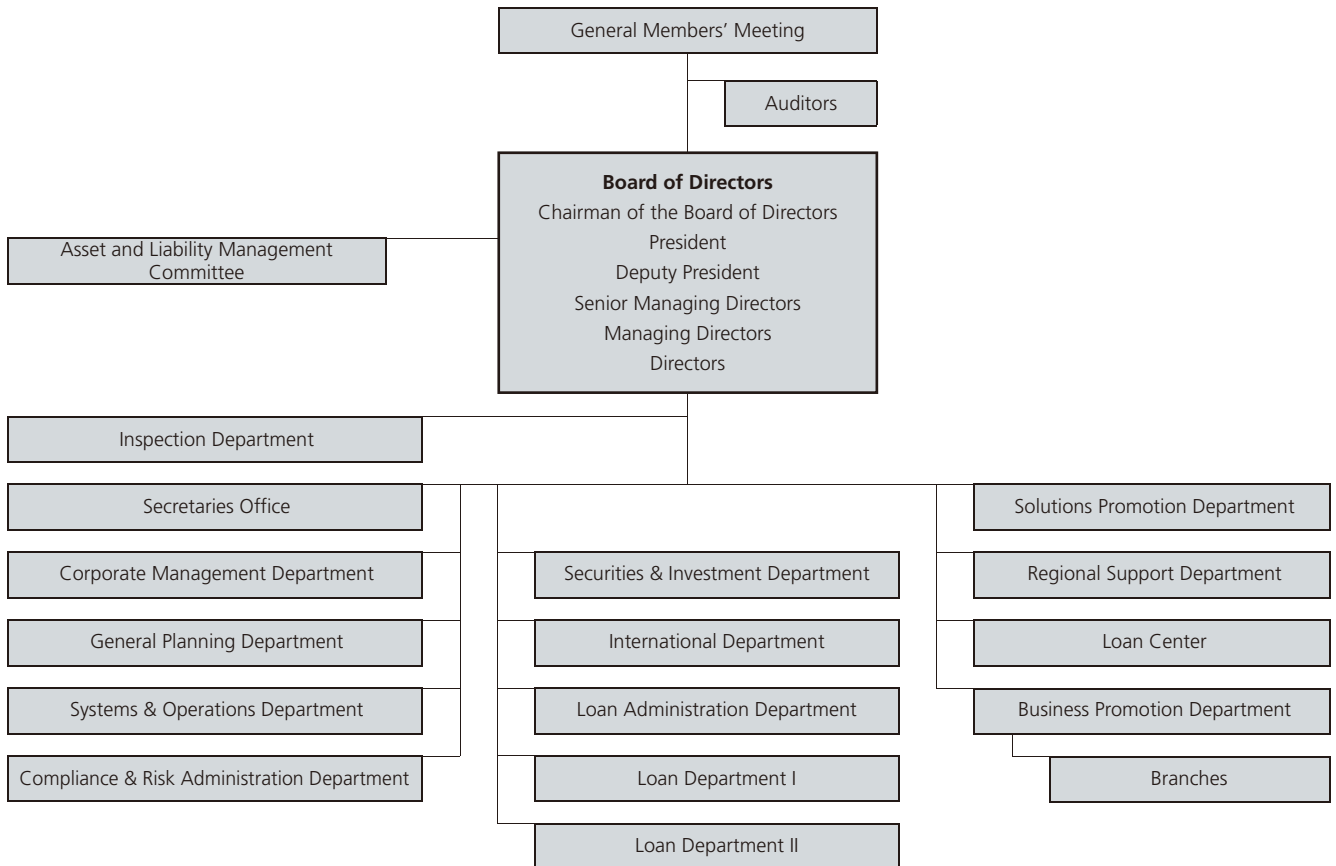 General Members’ Meeting
Auditors
Board of Directors
Chairman of the Board of Directors
President
Deputy President
Senior Managing Directors
Managing Directors
Directors
Asset and Liability Management
Committee
Inspection Department
Secretaries Office
Corporate Management Department
General Planning Department
Systems & Operations Department
Compliance & Risk Administration Department
Securities & Investment Department
International Department
Loan Administration Department
Loan Department I
Loan Department II
Solutions Promotion Department
Regional Support Department
Loan Center
Business Promotion Department
Branches